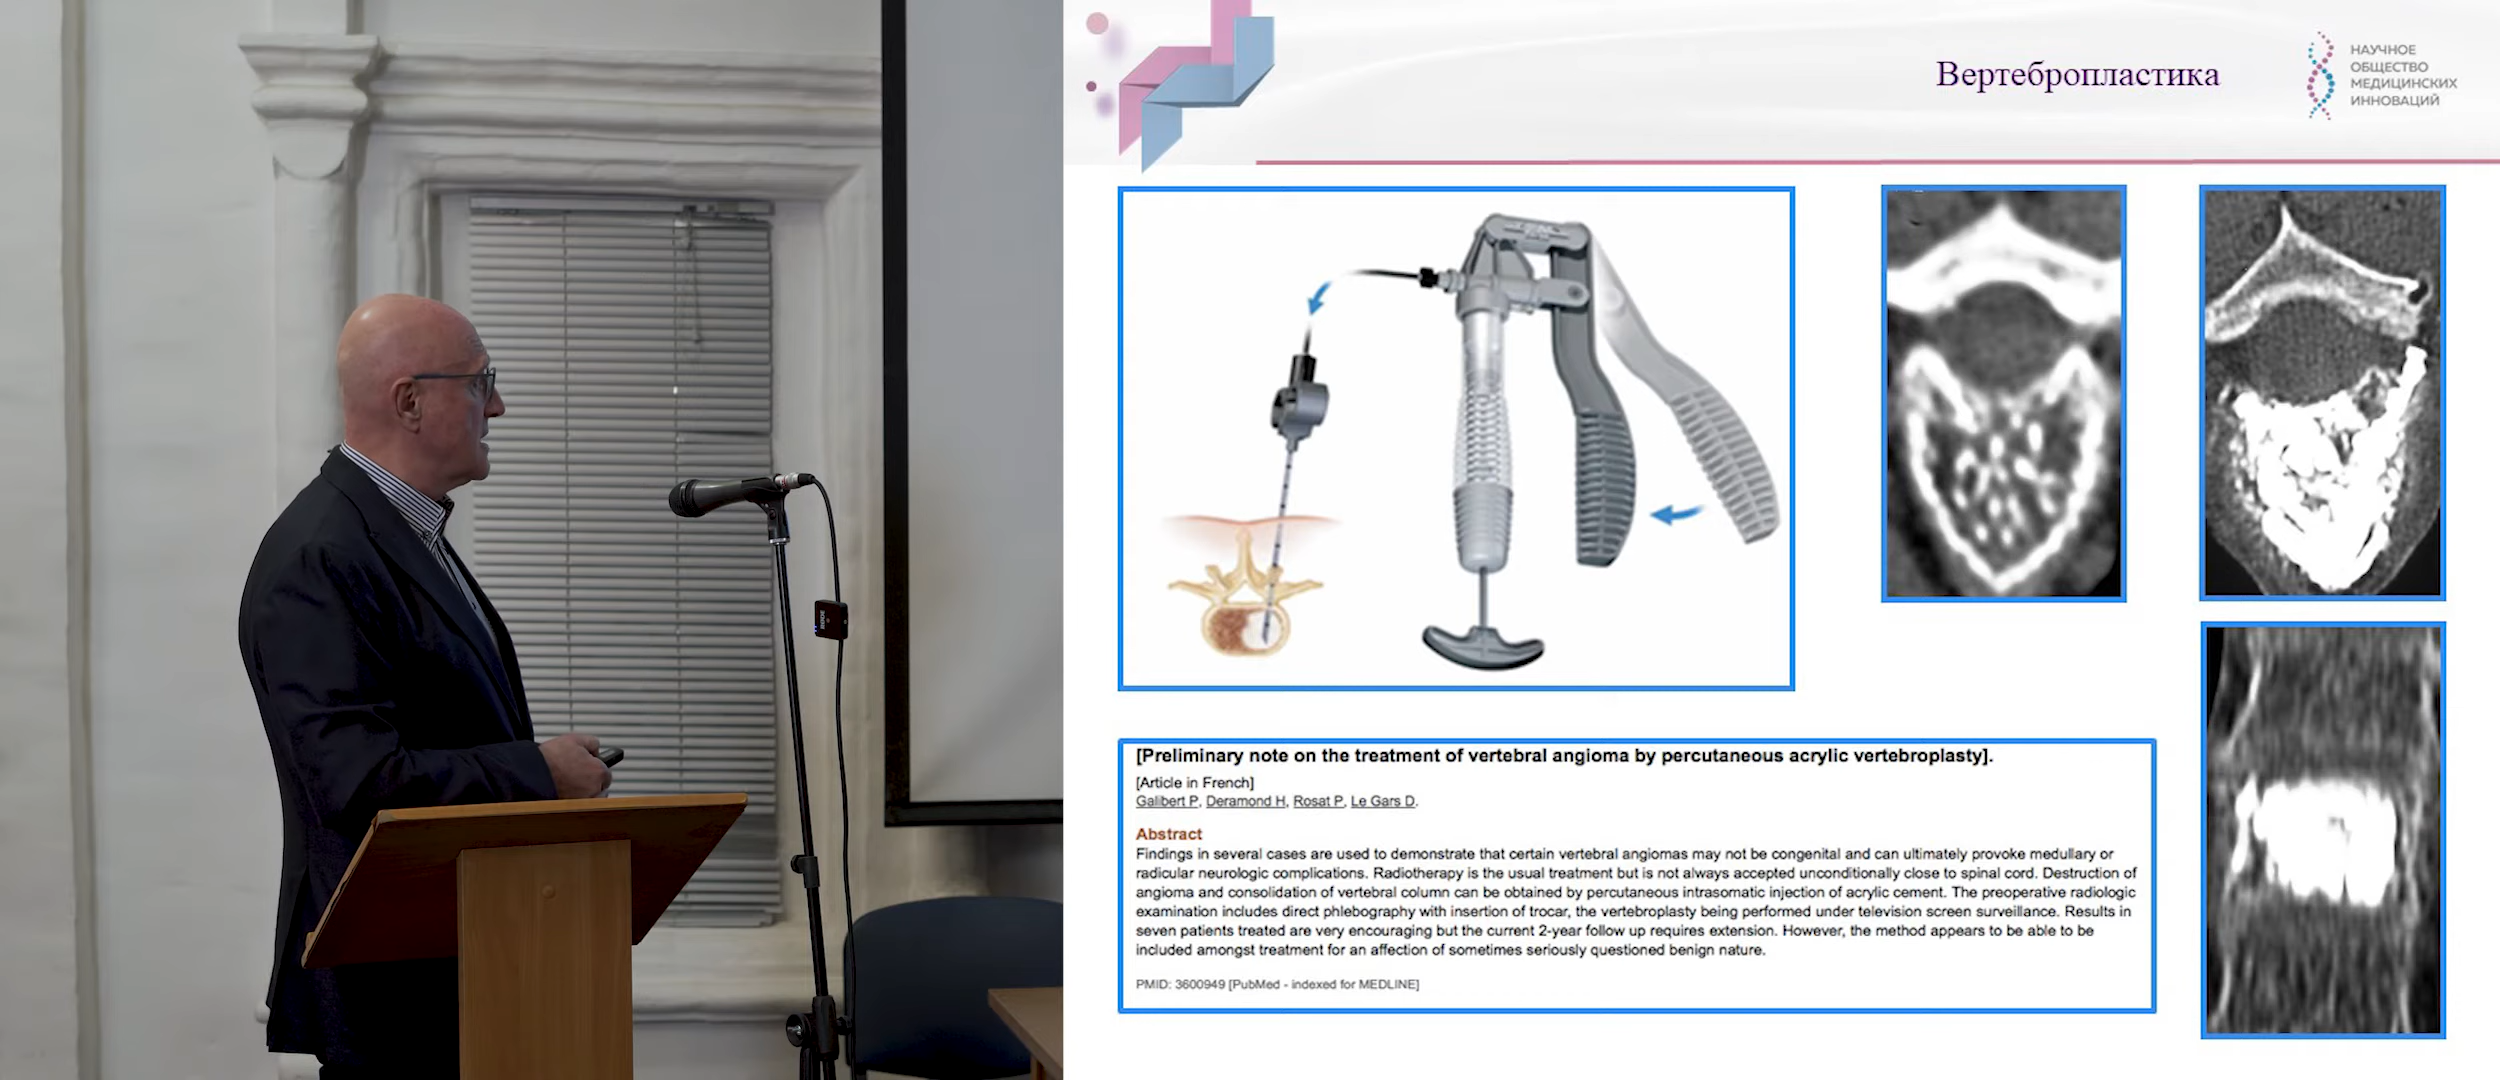 Вертебропластика
НАУЧНОЕ
ОБЩЕСТВО
МЕДИЦИНСКИХ
ИННОВАЦИЙ
[Preliminary note on the treatment of vertebral angioma by percutaneous acrylic vertebroplasty].
[Article in French]
Galibert P, Deramond H, Rosat P, Le Gars D.
Abstract
Findings in several cases are used to demonstrate that certain vertebral angiomas may not be congenital and can ultimately provoke medullary or
radicular neurologic complications. Radiotherapy is the usual treatment but is not always accepted unconditionally close to spinal cord. Destruction of
angioma and consolidation of vertebral column can be obtained by percutaneous intrasomatic injection of acrylic cement. The preoperative radiologic
examination includes direct phlebography with insertion of trocar, the vertebroplasty being performed under television screen surveillance. Results in
seven patients treated are very encouraging but the current 2-year follow up requires extension. However, the method appears to be able to be
included amongst treatment for an affection of sometimes seriously questioned benign nature.
PMID: 3600949 [PubMed - indexed for MEDLINE]